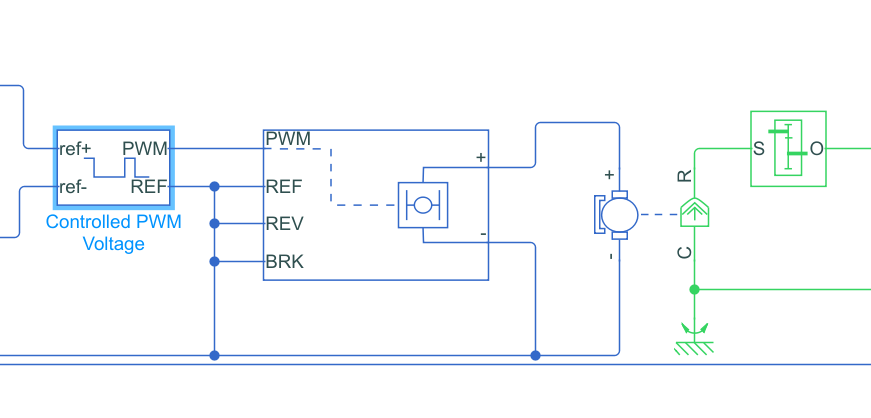 ref+ PWM
ref- REF
Controlled PWM
Voltage
PWM
REF
REV
BRK
+
-
+
-
R
C
S O